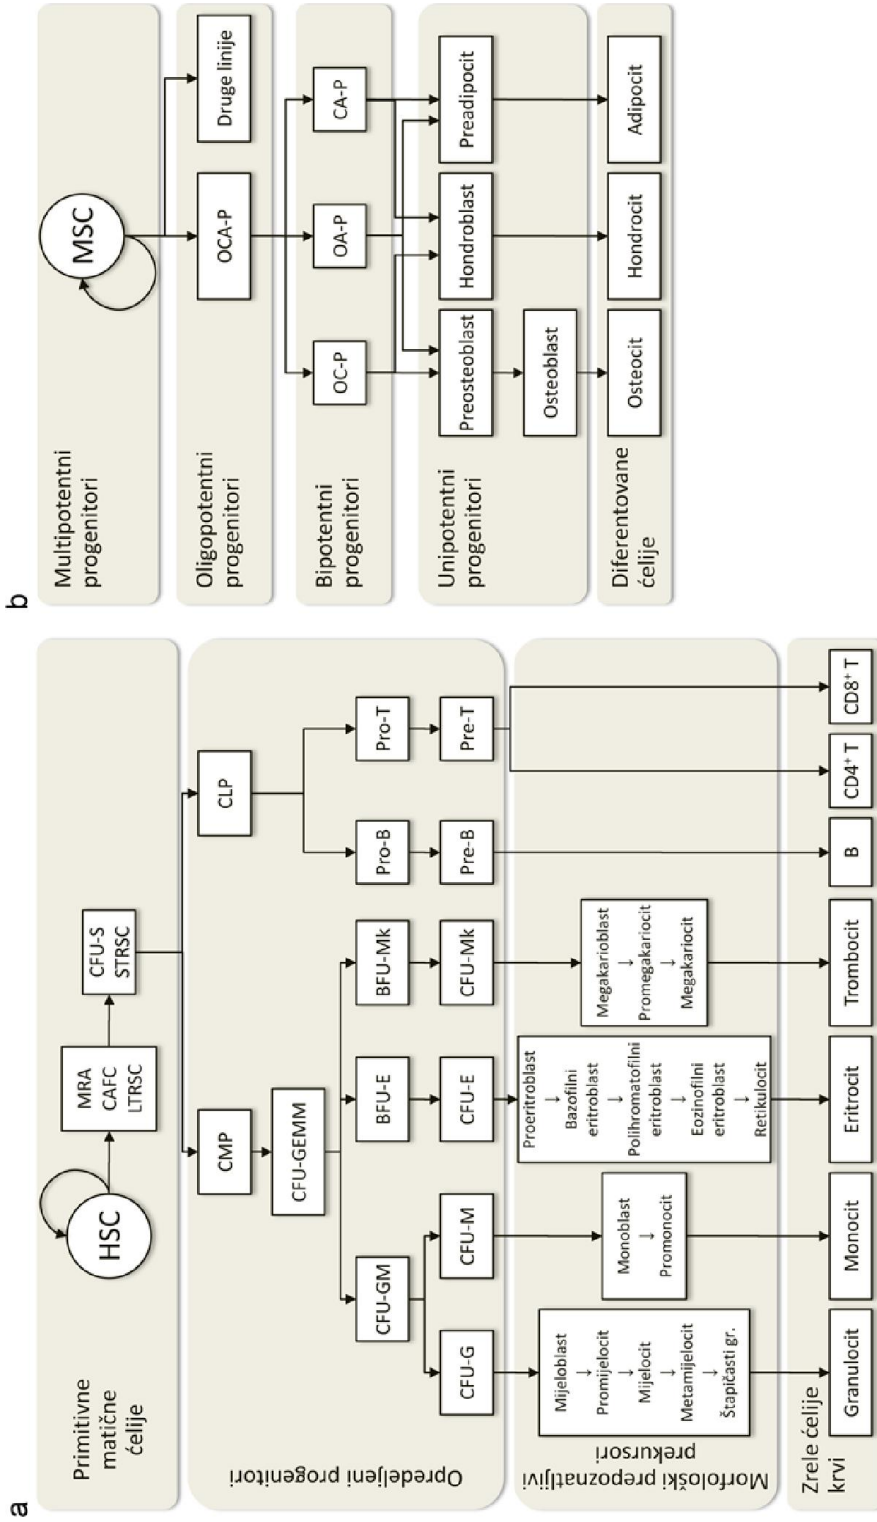 a
Primitivne
matične
ćelije
HSC
MRA
CAFC
LTRSC
CFU-S
STRSC
Opredeljeni progenitori
CMP
CLP
CFU-GEMM
CFU-GM
BFU-E
BFU-Mk
Pro-B
Pro-T
CFU-G
CFU-M
CFU-E
CFU-Mk
Pre-B
Pre-T
Morfološki prepoznatljivi
prekursori
Mijeloblast
↓
Promijelocit
↓
Mijelocit
↓
Metamijelocit
↓
Štapičasti gr.
Monoblast
↓
Promonocit
Proeritroblast
↓
Bazofilni
eritroblast
↓
Polihromatofilni
eritroblast
↓
Eozinofilni
eritroblast
↓
Retikulocit
Megakarioblast
↓
Promegakariocit
↓
Megakariocit
Zrele ćelije
krvi
Granulocit
Monocit
Eritrocit
Trombocit
B
CD4⁺ T
CD8⁺ T
b
Multipotentni
progenitori
MSC
Oligopotentni
progenitori
OCA-P
Druge linije
Bipotentni
progenitori
OC-P
OA-P
CA-P
Unipotentni
progenitori
Preosteoblast
Hondroblast
Preadipocit
Osteoblast
Diferentovane
ćelije
Osteocit
Hondrocit
Adipocit